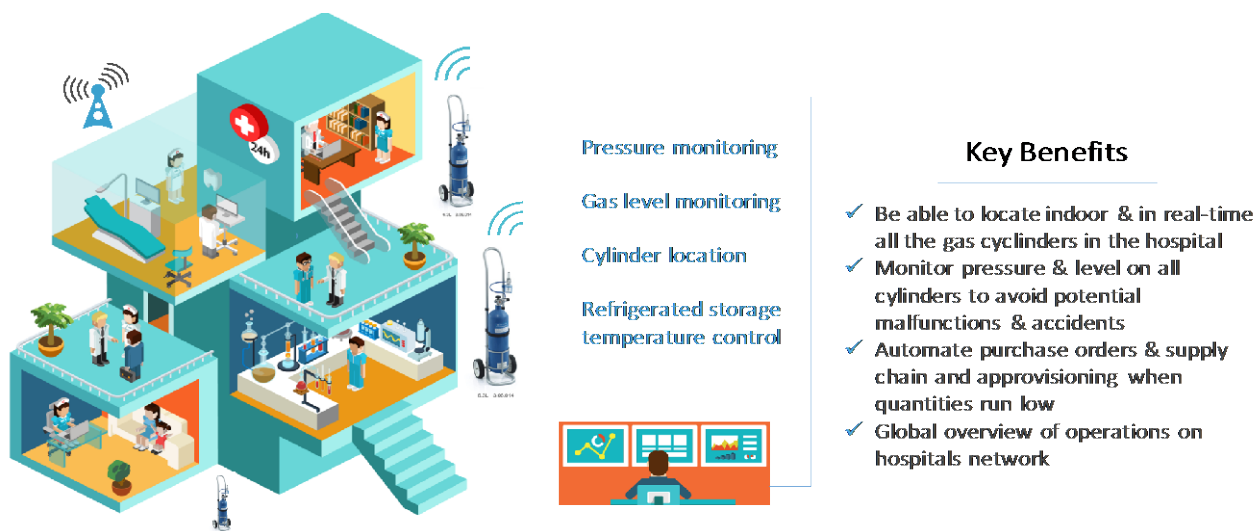 24h
Pressure monitoring
Gas level monitoring
Cylinder location
Refrigerated storage
temperature control
Key Benefits
✓ Be able to locate indoor & in real-time
all the gas cyclinders in the hospital
✓ Monitor pressure & level on all
cylinders to avoid potential
malfunctions & accidents
✓ Automate purchase orders & supply
chain and approvisioning when
quantities run low
✓ Global overview of operations on
hospitals network